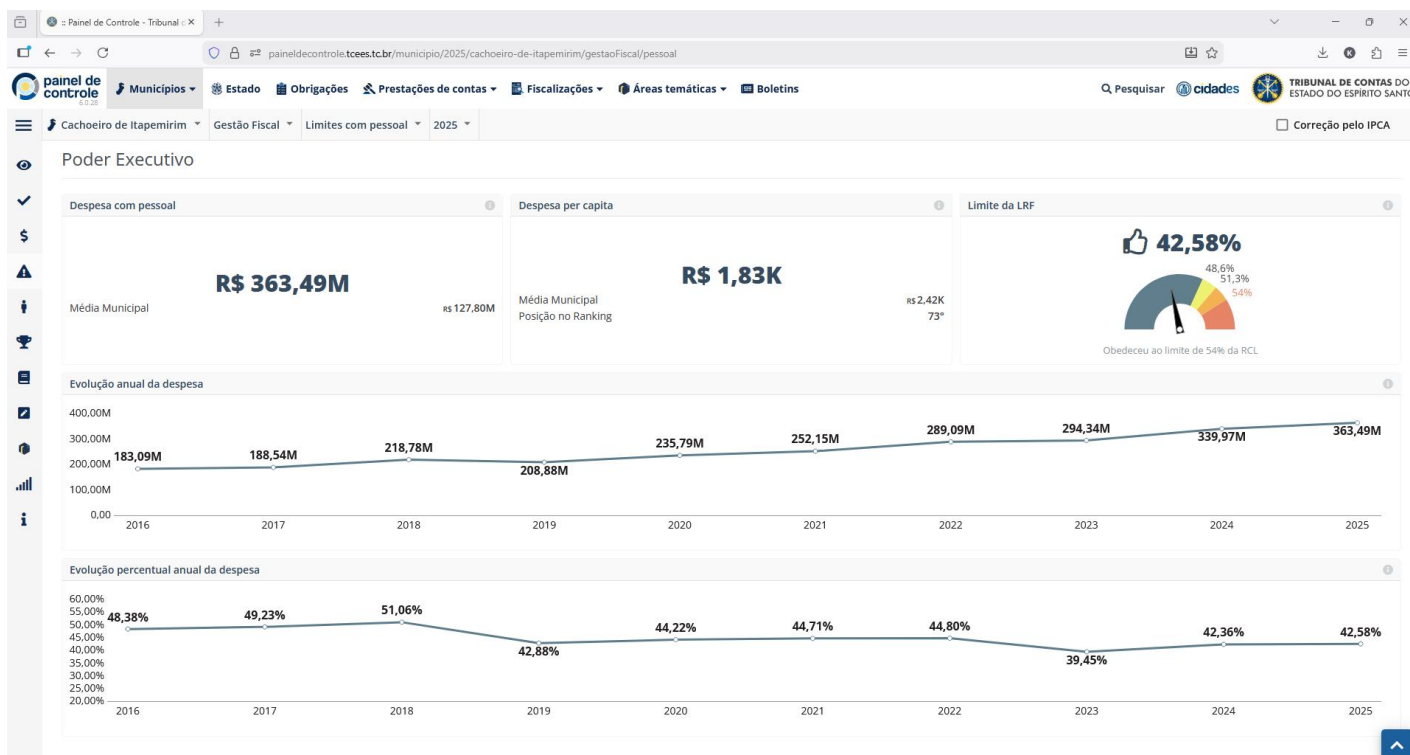 :: Painel de Controle - Tribunal d
paineldecontrole.tcees.tc.br/municipio/2025/cachoeiro-de-itapemirim/gestaoFiscal/pessoal
K
painel de controle 6.0.28
Municípios Estado Obrigações Prestações de contas Fiscalizações Áreas temáticas Boletins
Pesquisar cidades
TRIBUNAL DE CONTAS DO
ESTADO DO ESPÍRITO SANTO
Cachoeiro de Itapemirim Gestão Fiscal Limites com pessoal 2025 Correção pelo IPCA
Poder Executivo
Despesa com pessoal
R$ 363,49M
Média Municipal R$ 127,80M
Despesa per capita
R$ 1,83K
Média Municipal R$ 2,42K
Posição no Ranking 73°
Limite da LRF
42,58%
48,6%
51,3%
54%
Obedeceu ao limite de 54% da RCL
Evolução anual da despesa
400,00M
300,00M
200,00M
100,00M
0,00
183,09M 188,54M 218,78M 208,88M 235,79M 252,15M 289,09M 294,34M 339,97M 363,49M
2016 2017 2018 2019 2020 2021 2022 2023 2024 2025
Evolução percentual anual da despesa
60,00%
55,00%
50,00%
45,00%
40,00%
35,00%
30,00%
25,00%
20,00%
48,38% 49,23% 51,06% 42,88% 44,22% 44,71% 44,80% 39,45% 42,36% 42,58%
2016 2017 2018 2019 2020 2021 2022 2023 2024 2025